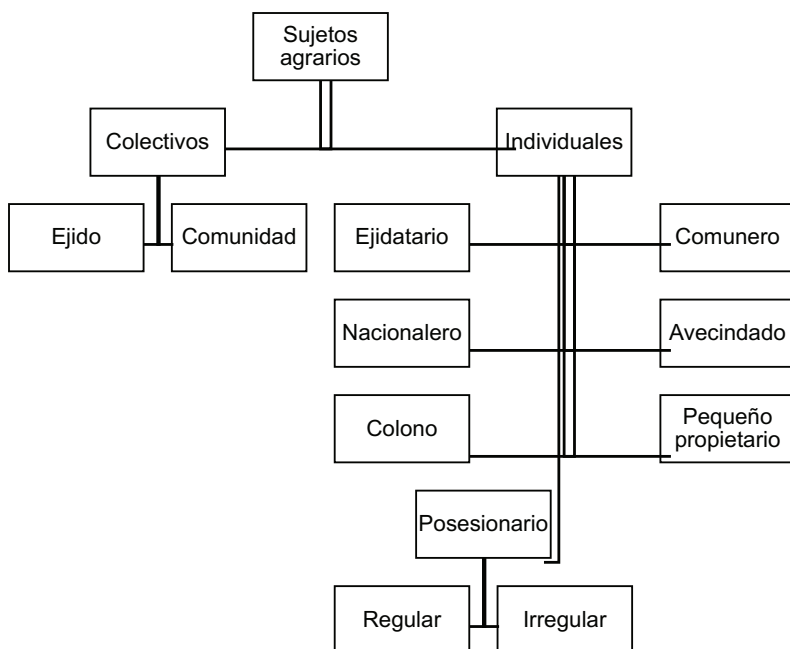 Sujetos
agrarios
Colectivos
Individuales
Ejido
Comunidad
Ejidatario
Comunero
Nacionalero
Avecindado
Colono
Pequeño
propietario
Posesionario
Regular
Irregular